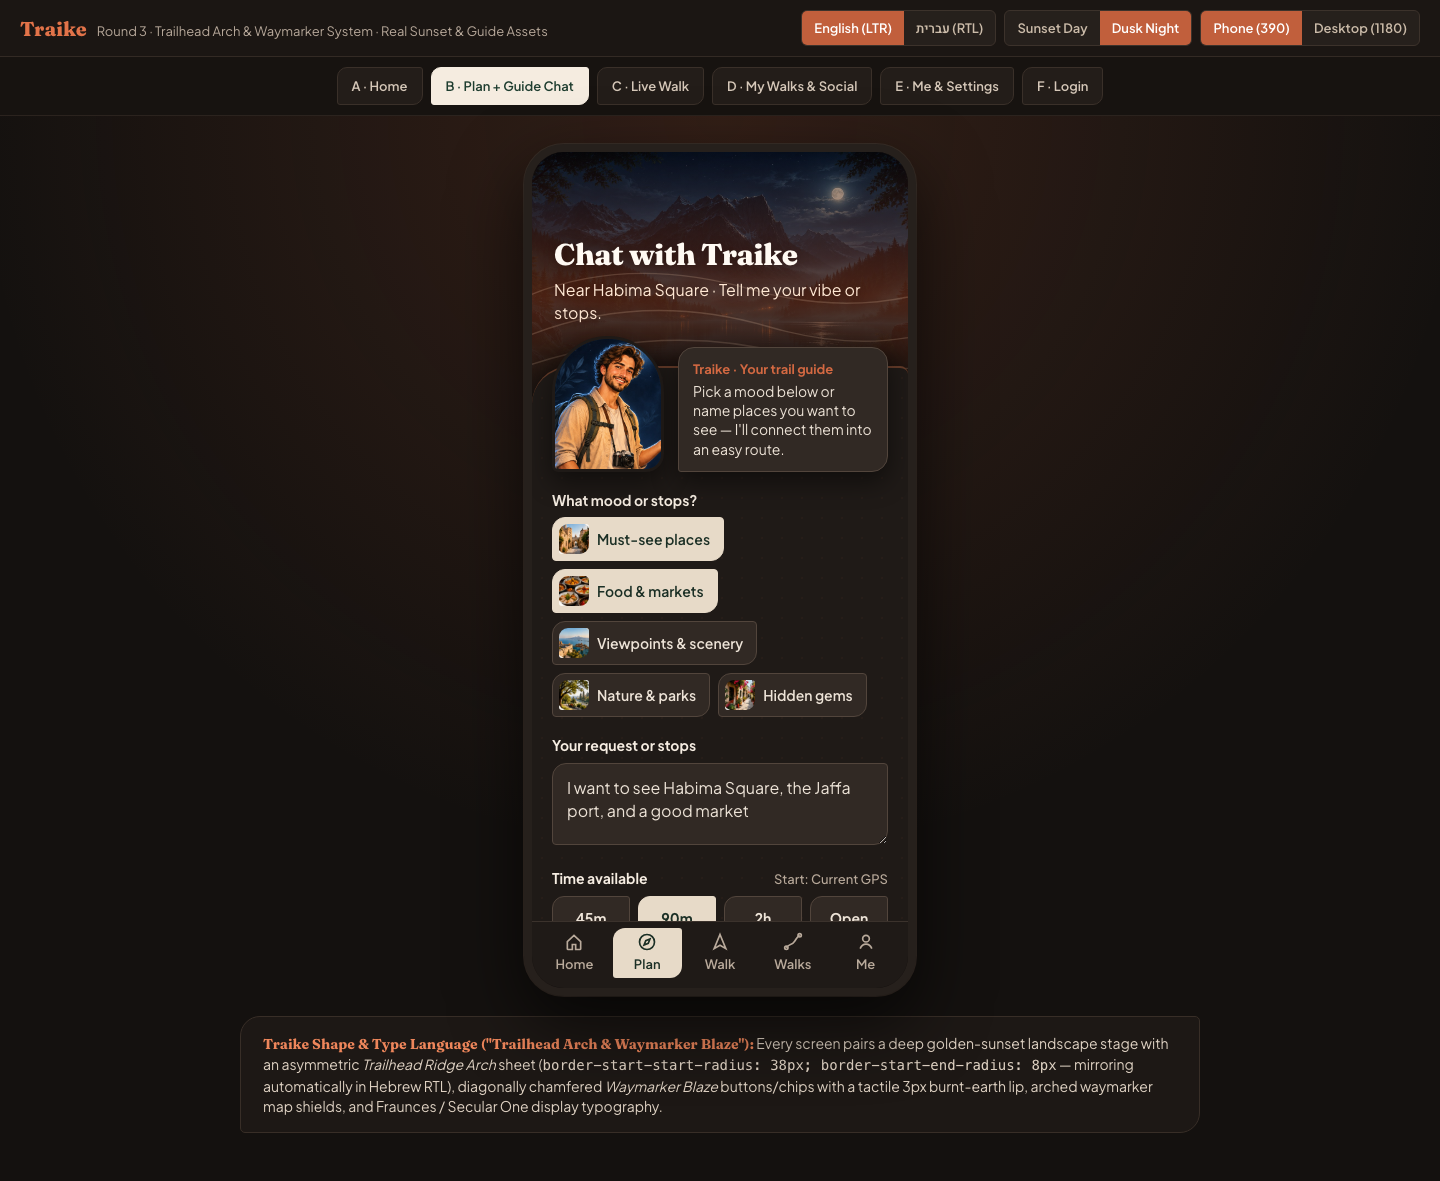 Traike Round 3 · Trailhead Arch & Waymarker System · Real Sunset & Guide Assets
English (LTR) עברית (RTL) Sunset Day Dusk Night Phone (390) Desktop (1180)
A · Home B · Plan + Guide Chat C · Live Walk D · My Walks & Social E · Me & Settings F · Login
Chat with Traike
Near Habima Square · Tell me your vibe or
stops.
Traike · Your trail guide
Pick a mood below or
name places you want to
see — I'll connect them into
an easy route.
What mood or stops?
Must-see places
Food & markets
Viewpoints & scenery
Nature & parks Hidden gems
Your request or stops
I want to see Habima Square, the Jaffa
port, and a good market
Time available Start: Current GPS
45m 90m 2h Open
Home Plan Walk Walks Me
Traike Shape & Type Language ("Trailhead Arch & Waymarker Blaze"): Every screen pairs a deep golden-sunset landscape stage with
an asymmetric Trailhead Ridge Arch sheet (border-start-start-radius: 38px; border-start-end-radius: 8px — mirroring
automatically in Hebrew RTL), diagonally chamfered Waymarker Blaze buttons/chips with a tactile 3px burnt-earth lip, arched waymarker
map shields, and Fraunces / Secular One display typography.